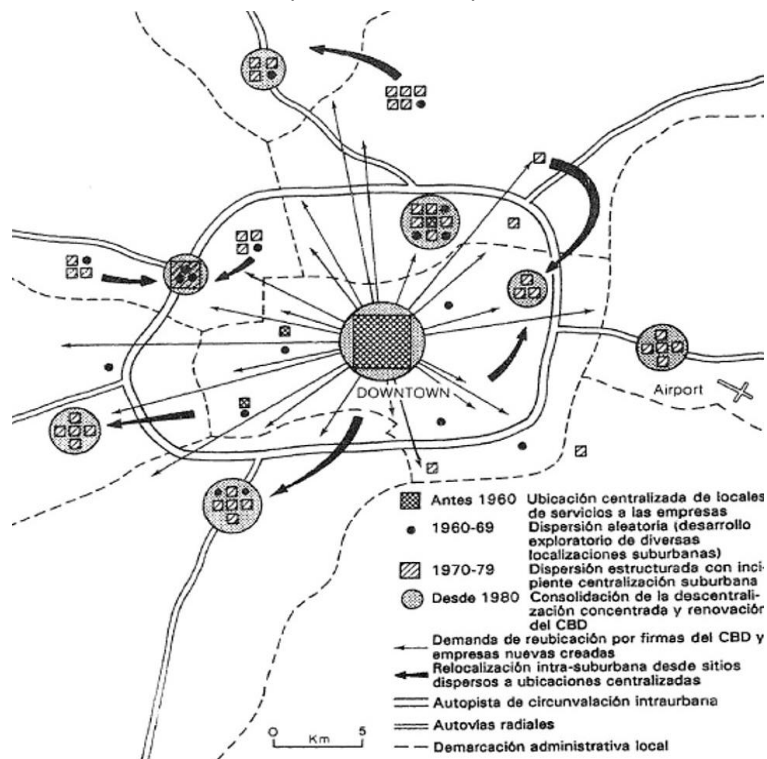 DOWNTOWN
Airport
Antes 1960 Ubicación centralizada de locales
de servicios a las empresas
1960-69 Dispersión aleatoria (desarrollo
exploratorio de diversas
localizaciones suburbanas)
1970-79 Dispersión estructurada con inci-
piente centralización suburbana
Desde 1980 Consolidación de la descentrali-
zación concentrada y renovación
del CBD
Demanda de reubicación por firmas del CBD y
empresas nuevas creadas
Relocalización intra-suburbana desde sitios
dispersos a ubicaciones centralizadas
Autopista de circunvalación intraurbana
Autovías radiales
Demarcación administrativa local
0 Km 5